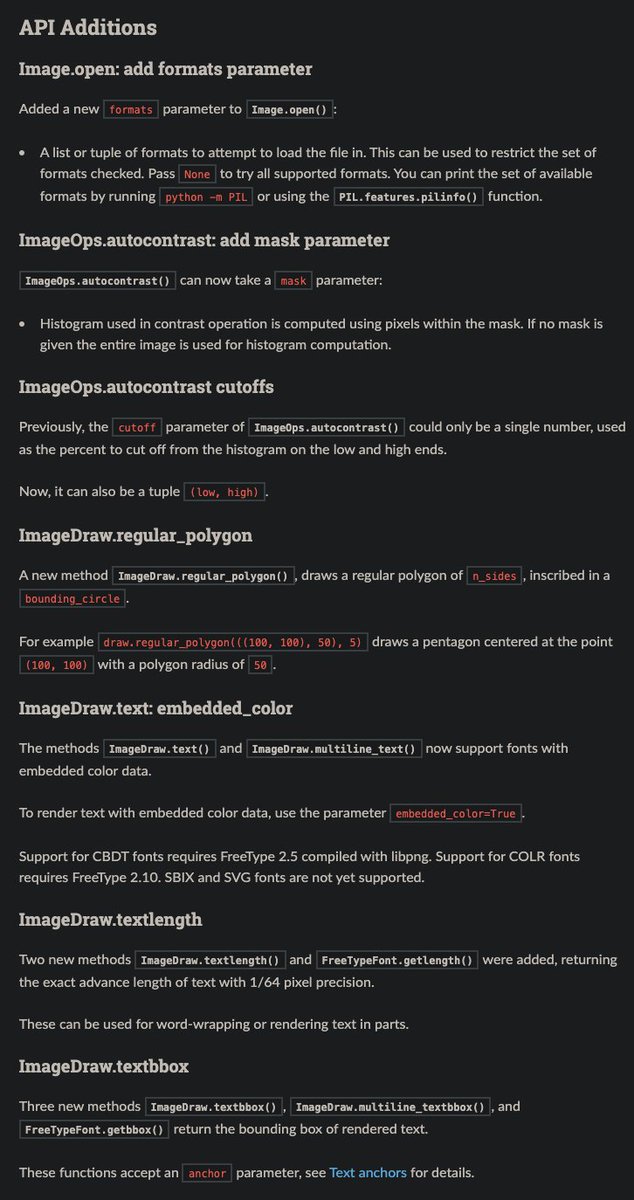 API Additions
Image.open: add formats parameter
Added a new formats parameter to Image.open():
• A list or tuple of formats to attempt to load the file in. This can be used to restrict the set of
formats checked. Pass None to try all supported formats. You can print the set of available
formats by running python -m PIL or using the PIL.features.pilinfo() function.
ImageOps.autocontrast: add mask parameter
ImageOps.autocontrast() can now take a mask parameter:
• Histogram used in contrast operation is computed using pixels within the mask. If no mask is
given the entire image is used for histogram computation.
ImageOps.autocontrast cutoffs
Previously, the cutoff parameter of ImageOps.autocontrast() could only be a single number, used
as the percent to cut off from the histogram on the low and high ends.
Now, it can also be a tuple (low, high).
ImageDraw.regular_polygon
A new method ImageDraw.regular_polygon(), draws a regular polygon of n_sides, inscribed in a
bounding_circle.
For example draw.regular_polygon(((100, 100), 50), 5) draws a pentagon centered at the point
(100, 100) with a polygon radius of 50.
ImageDraw.text: embedded_color
The methods ImageDraw.text() and ImageDraw.multiline_text() now support fonts with
embedded color data.
To render text with embedded color data, use the parameter embedded_color=True.
Support for CBDT fonts requires FreeType 2.5 compiled with libpng. Support for COLR fonts
requires FreeType 2.10. SBIX and SVG fonts are not yet supported.
ImageDraw.textlength
Two new methods ImageDraw.textlength() and FreeTypeFont.getlength() were added, returning
the exact advance length of text with 1/64 pixel precision.
These can be used for word-wrapping or rendering text in parts.
ImageDraw.textbbox
Three new methods ImageDraw.textbbox(), ImageDraw.multiline_textbbox(), and
FreeTypeFont.getbbox() return the bounding box of rendered text.
These functions accept an anchor parameter, see Text anchors for details.